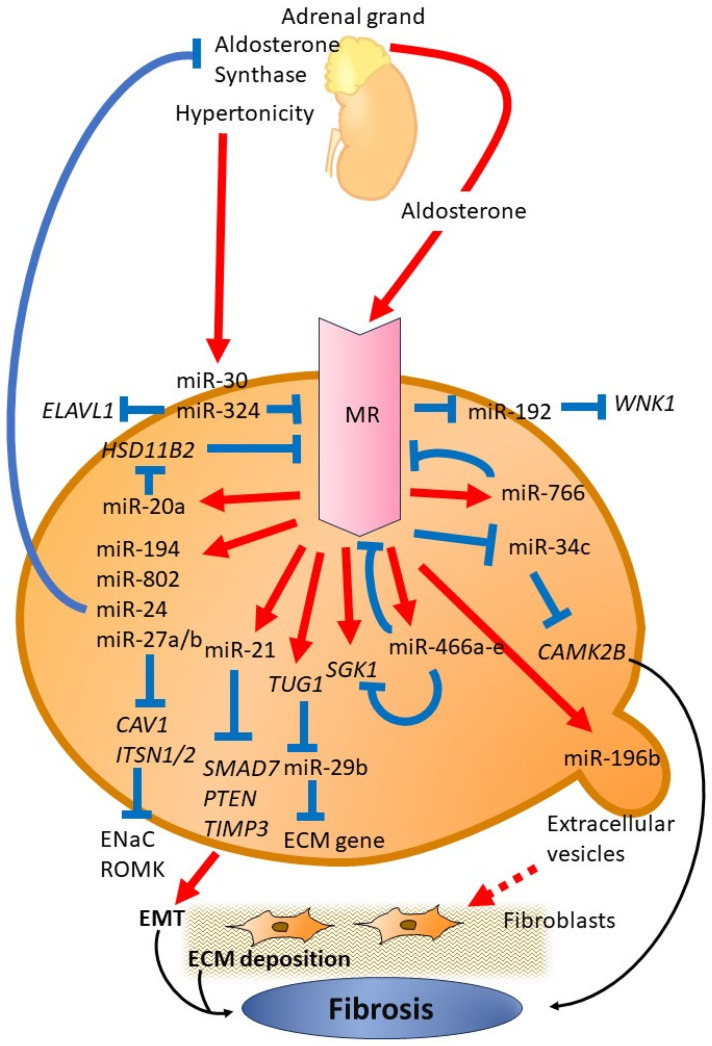 Adrenal grand
Aldosterone
Synthase
Hypertonicity
Aldosterone
miR-30
miR-324
ELAVL1
MR
miR-192
WNK1
HSD11B2
miR-20a
miR-766
miR-34c
miR-194
miR-802
miR-24
miR-27a/b
miR-21
TUG1
SGK1
miR-466a-e
CAMK2B
CAV1
ITSN1/2
SMAD7
PTEN
TIMP3
miR-29b
miR-196b
ECM gene
ENaC
ROMK
Extracellular
vesicles
EMT
Fibroblasts
ECM deposition
Fibrosis